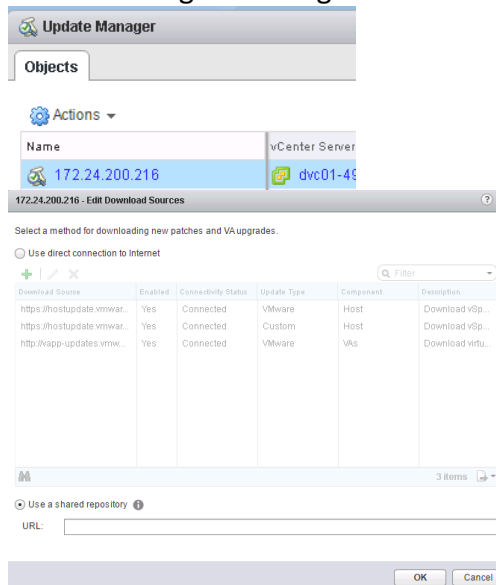 Update Manager
Objects
Actions
Name vCenter Server
172.24.200.216 dvc01-49
172.24.200.216 - Edit Download Sources ?
Select a method for downloading new patches and VA upgrades.
Use direct connection to Internet
Filter
Download Source Enabled Connectivity Status Update Type Component Description
https://hostupdate.vmwar... Yes Connected VMware Host Download vSp...
https://hostupdate.vmwar... Yes Connected Custom Host Download vSp...
http://vapp-updates.vmw... Yes Connected VMware VAs Download virtu...
3 items
Use a shared repository
URL:
OK Cancel